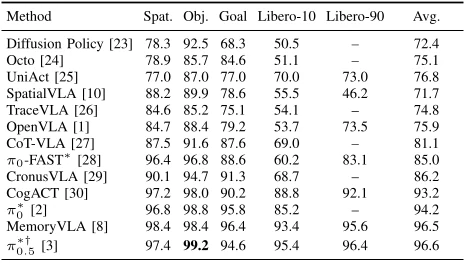 Method Spat. Obj. Goal Libero-10 Libero-90 Avg.
Diffusion Policy [23] 78.3 92.5 68.3 50.5 – 72.4
Octo [24] 78.9 85.7 84.6 51.1 – 75.1
UniAct [25] 77.0 87.0 77.0 70.0 73.0 76.8
SpatialVLA [10] 88.2 89.9 78.6 55.5 46.2 71.7
TraceVLA [26] 84.6 85.2 75.1 54.1 – 74.8
OpenVLA [1] 84.7 88.4 79.2 53.7 73.5 75.9
CoT-VLA [27] 87.5 91.6 87.6 69.0 – 81.1
π₀-FAST* [28] 96.4 96.8 88.6 60.2 83.1 85.0
CronusVLA [29] 90.1 94.7 91.3 68.7 – 86.2
CogACT [30] 97.2 98.0 90.2 88.8 92.1 93.2
π₀* [2] 96.8 98.8 95.8 85.2 – 94.2
MemoryVLA [8] 98.4 98.4 96.4 93.4 95.6 96.5
π₀.₅*† [3] 97.4 99.2 94.6 95.4 96.4 96.6